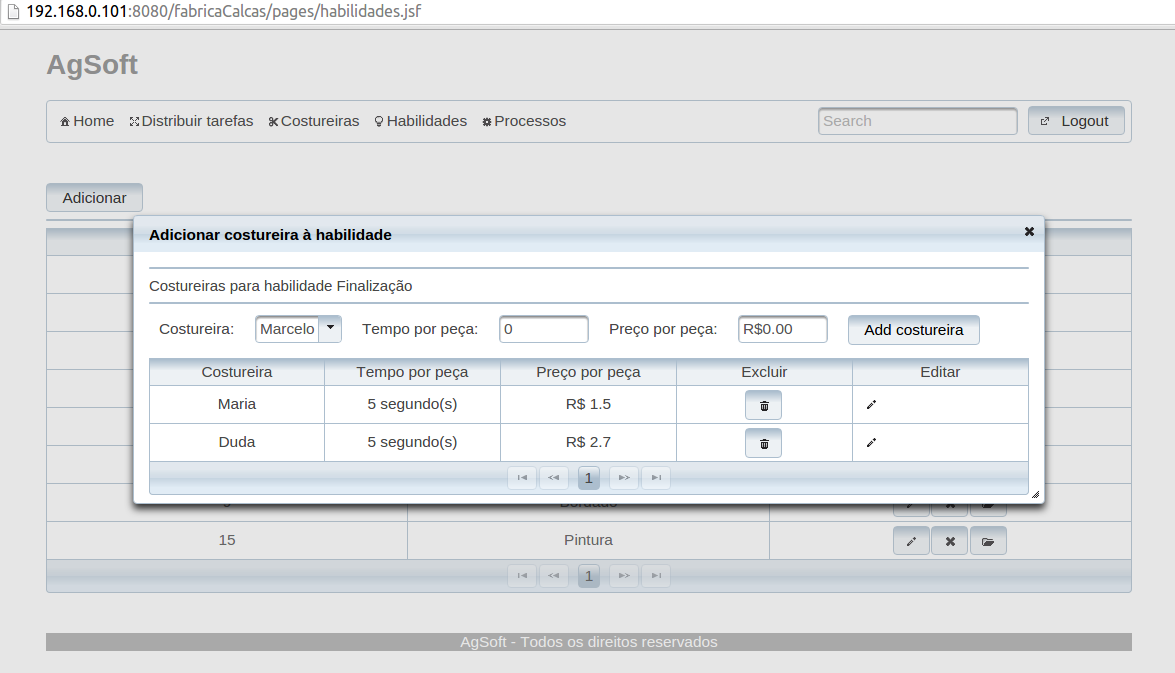 192.168.0.101:8080/fabricaCalcas/pages/habilidades.jsf
AgSoft
Home Distribuir tarefas Costureiras Habilidades Processos Search Logout
Adicionar
Adicionar costureira à habilidade
Costureiras para habilidade Finalização
Costureira: Marcelo Tempo por peça: 0 Preço por peça: R$0.00 Add costureira
Costureira Tempo por peça Preço por peça Excluir Editar
Maria 5 segundo(s) R$ 1.5
Duda 5 segundo(s) R$ 2.7
1
15 Pintura
1
AgSoft - Todos os direitos reservados